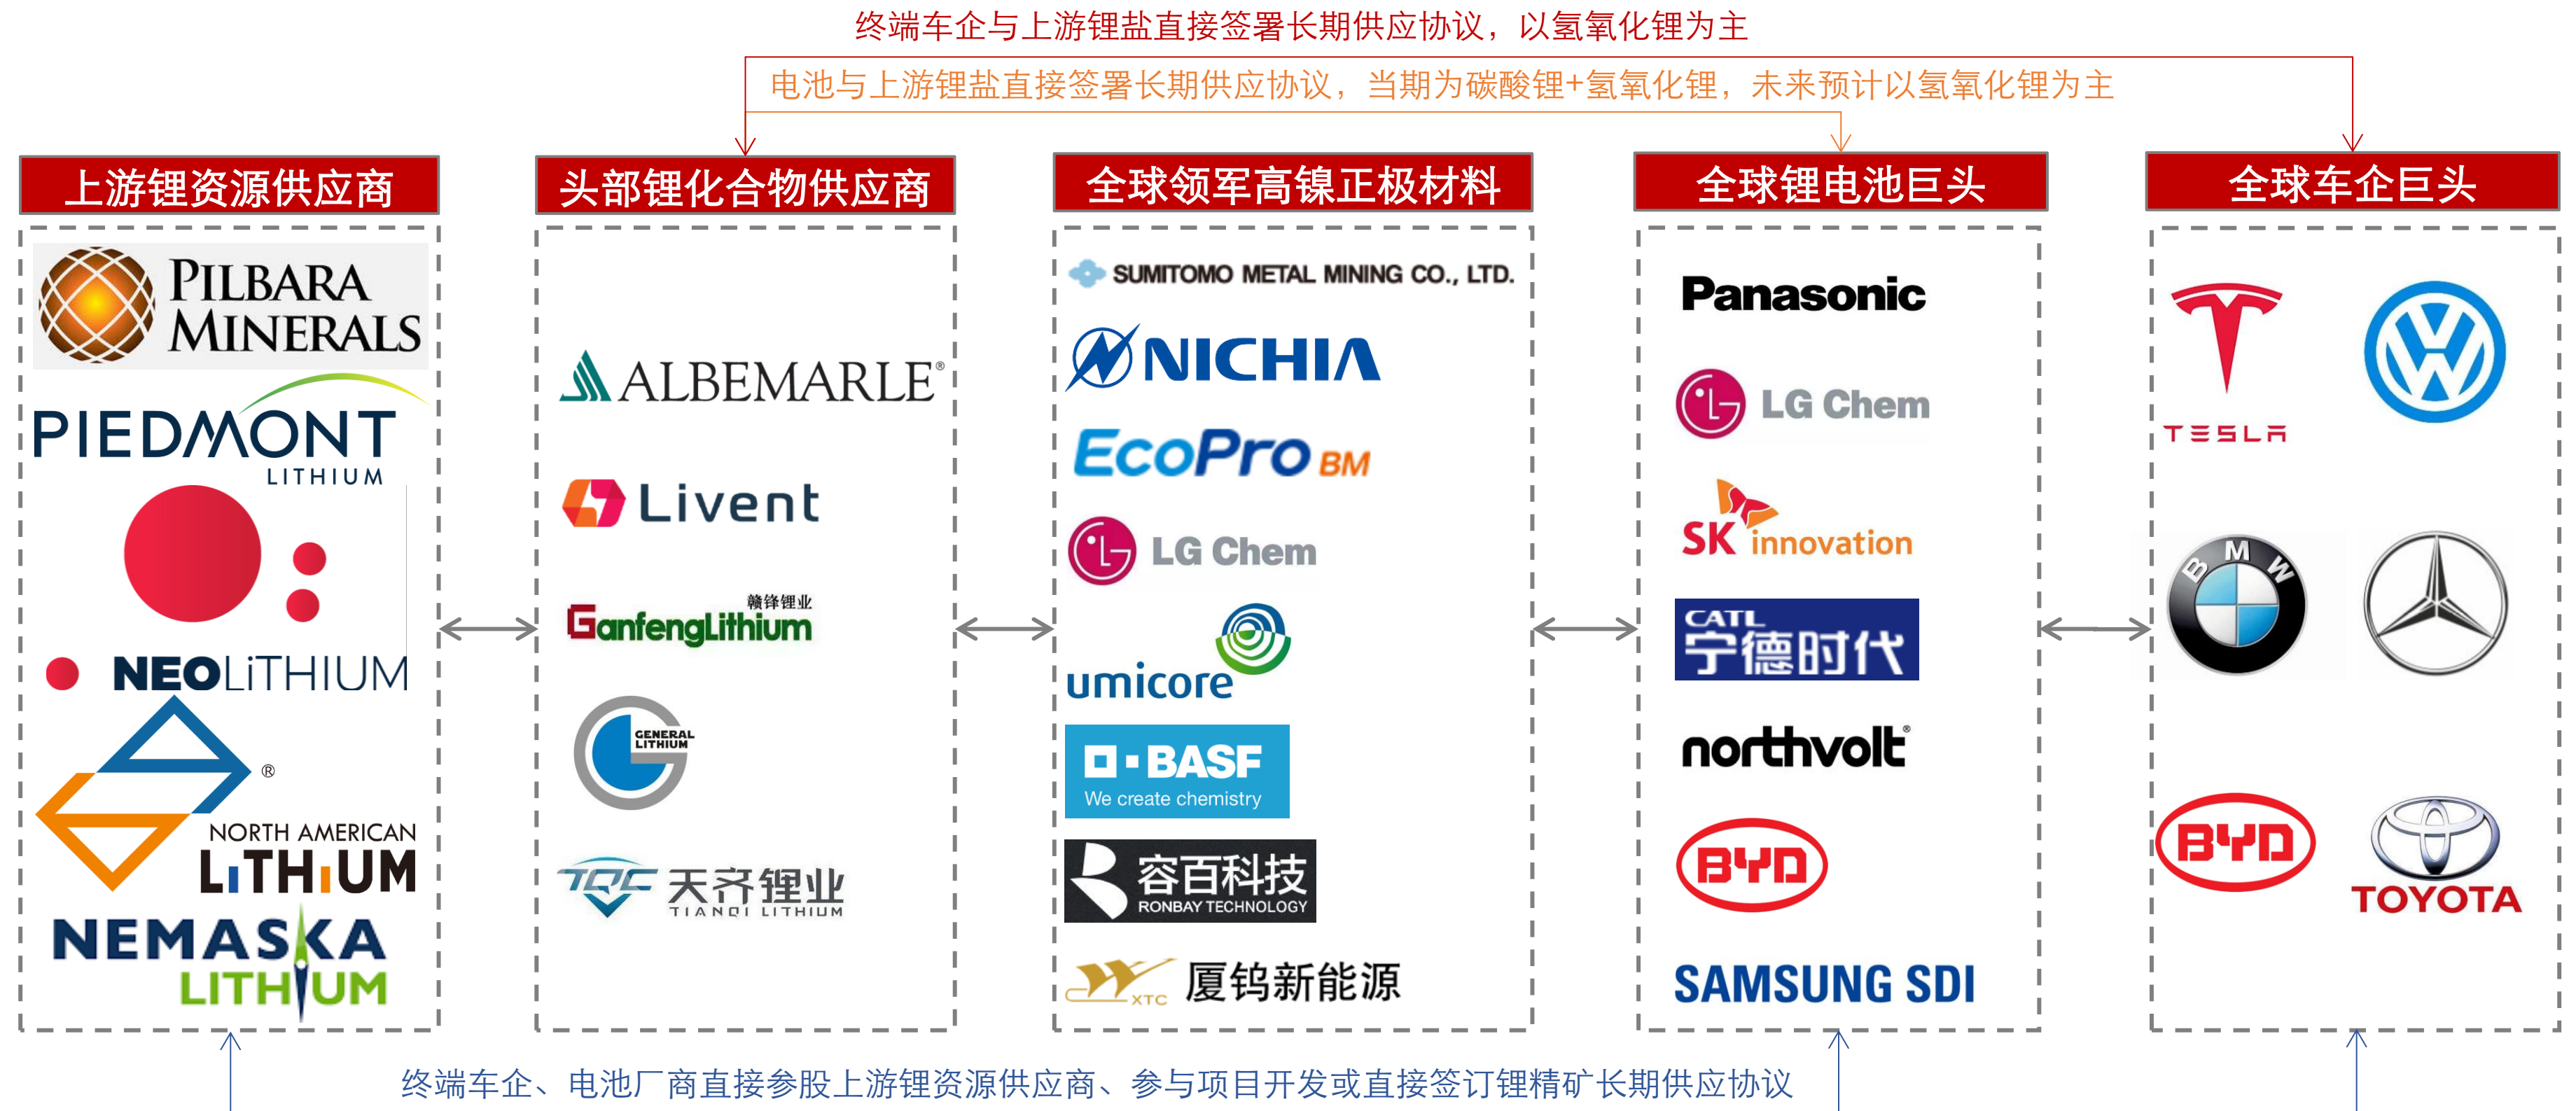 终端车企与上游锂盐直接签署长期供应协议，以氢氧化锂为主
电池与上游锂盐直接签署长期供应协议，当期为碳酸锂+氢氧化锂，未来预计以氢氧化锂为主
上游锂资源供应商
PILBARA
MINERALS
PIEDMONT
LITHIUM
NEOLiTHIUM
®
NORTH AMERICAN
LiTHiUM
NEMASKA
LITHIUM
头部锂化合物供应商
ALBEMARLE®
Livent
赣锋锂业
GanfengLithium
GENERAL
LITHIUM
TQC 天齐锂业
TIANQI LITHIUM
全球领军高镍正极材料
SUMITOMO METAL MINING CO., LTD.
NICHIA
EcoPro BM
LG Chem
umicore
BASF
We create chemistry
容百科技
RONBAY TECHNOLOGY
XTC 厦钨新能源
全球锂电池巨头
Panasonic
LG Chem
SK innovation
CATL
宁德时代
northvolt®
BYD
SAMSUNG SDI
全球车企巨头
TESLA
VW
BMW
BYD
TOYOTA
终端车企、电池厂商直接参股上游锂资源供应商、参与项目开发或直接签订锂精矿长期供应协议